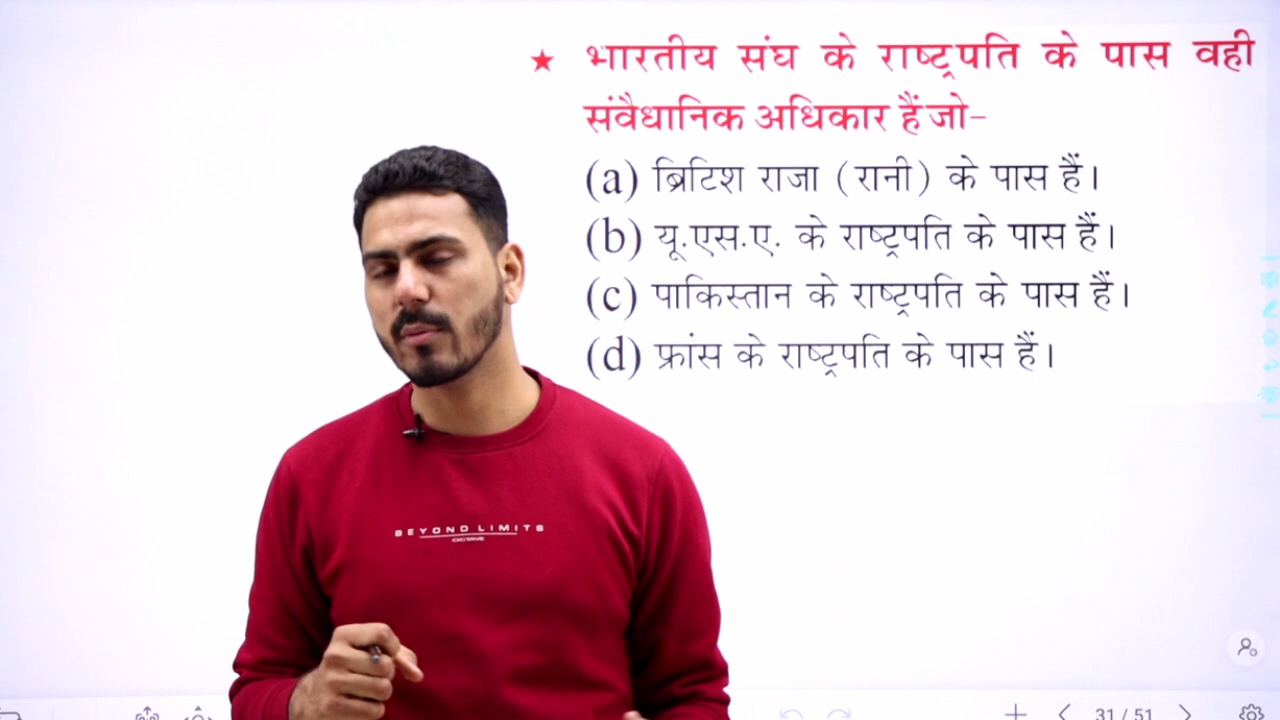 ★ भारतीय संघ के राष्ट्रपति के पास वही
संवैधानिक अधिकार हैं जो-
(a) ब्रिटिश राजा (रानी) के पास हैं।
(b) यू.एस.ए. के राष्ट्रपति के पास हैं।
(c) पाकिस्तान के राष्ट्रपति के पास हैं।
(d) फ्रांस के राष्ट्रपति के पास हैं।
BEYOND LIMITS
31 / 51